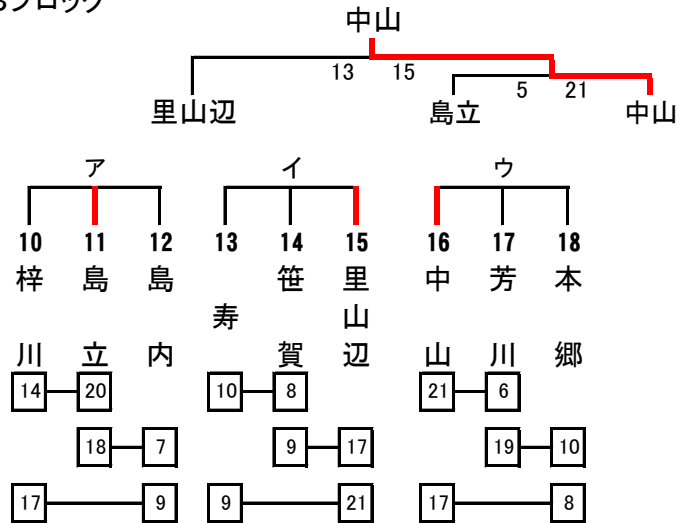 ブロック
中山
13 15
5 21
里山辺 島立 中山
ア イ ウ
10 11 12 13 14 15 16 17 18
梓川 島立 島内 寿 笹賀 里山辺 中山 芳川 本郷
14 20 10 8 21 6
18 7 9 17 19 10
17 9 9 21 17 8